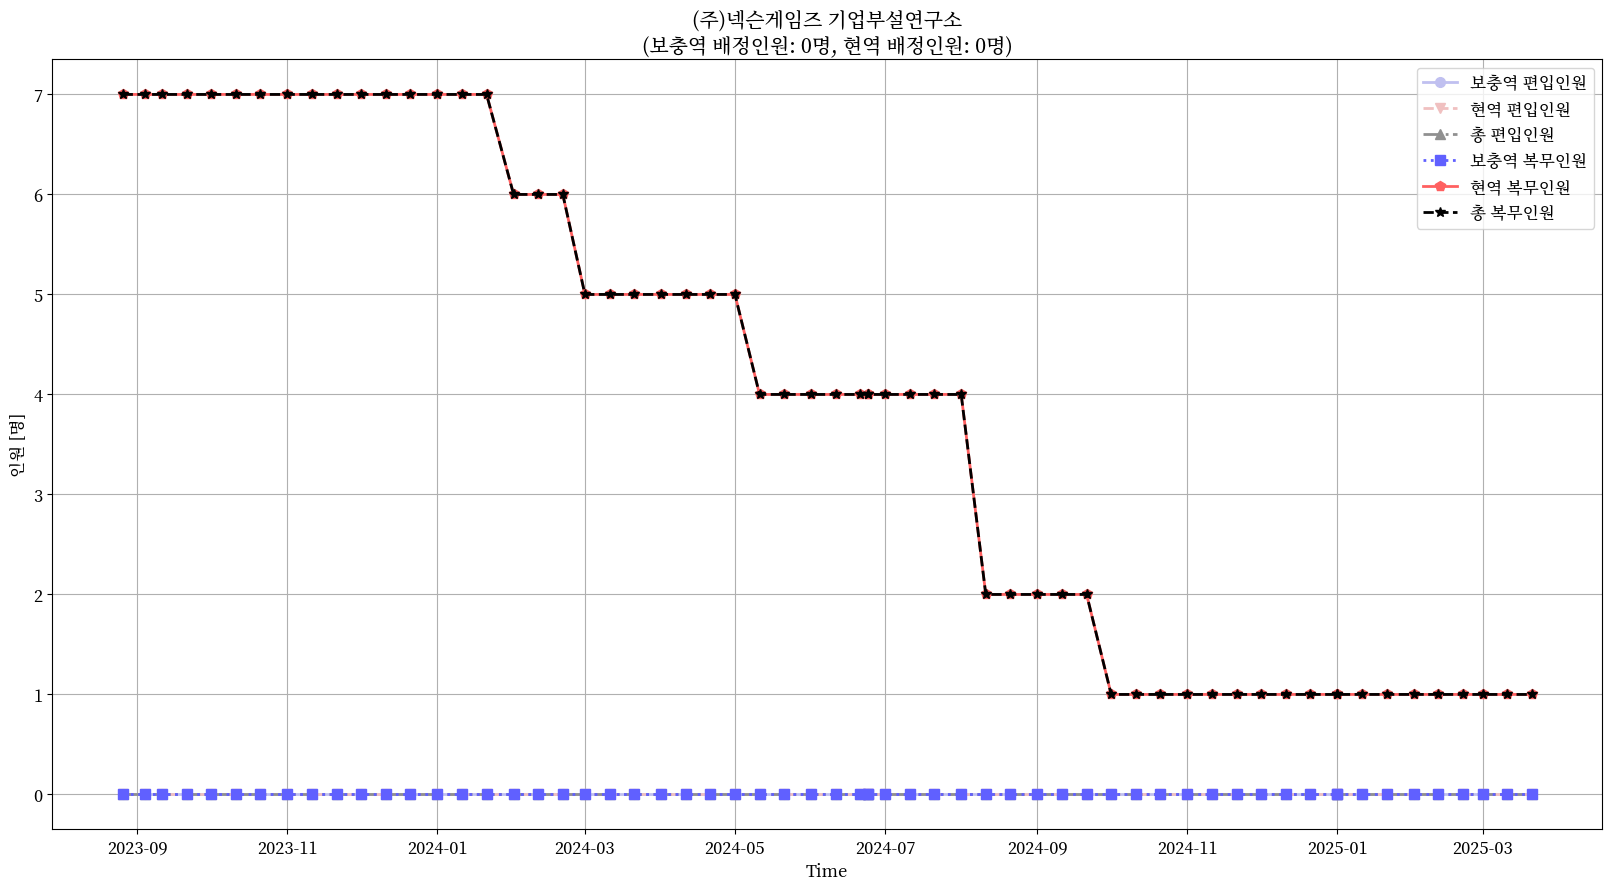 (주)넥슨게임즈 기업부설연구소
(보충역 배정인원: 0명, 현역 배정인원: 0명)
보충역 편입인원
현역 편입인원
총 편입인원
보충역 복무인원
현역 복무인원
총 복무인원
인원 [명]
7
6
5
4
3
2
1
0
2023-09
2023-11
2024-01
2024-03
2024-05
2024-07
2024-09
2024-11
2025-01
2025-03
Time